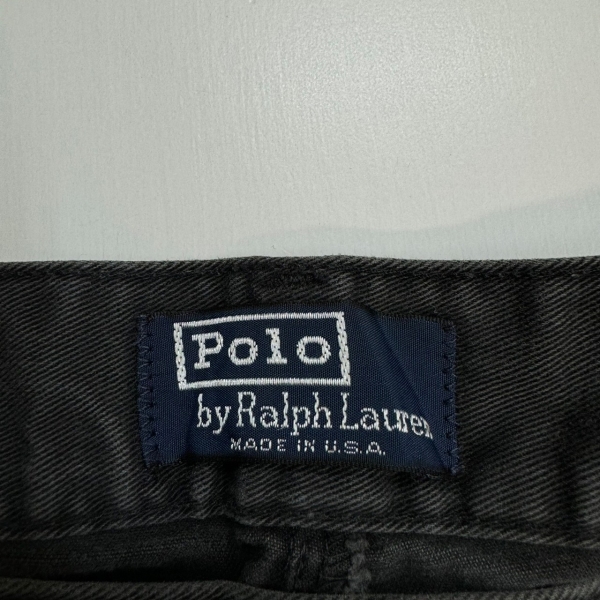 Polo
by Ralph Lauren
MADE IN U.S.A.